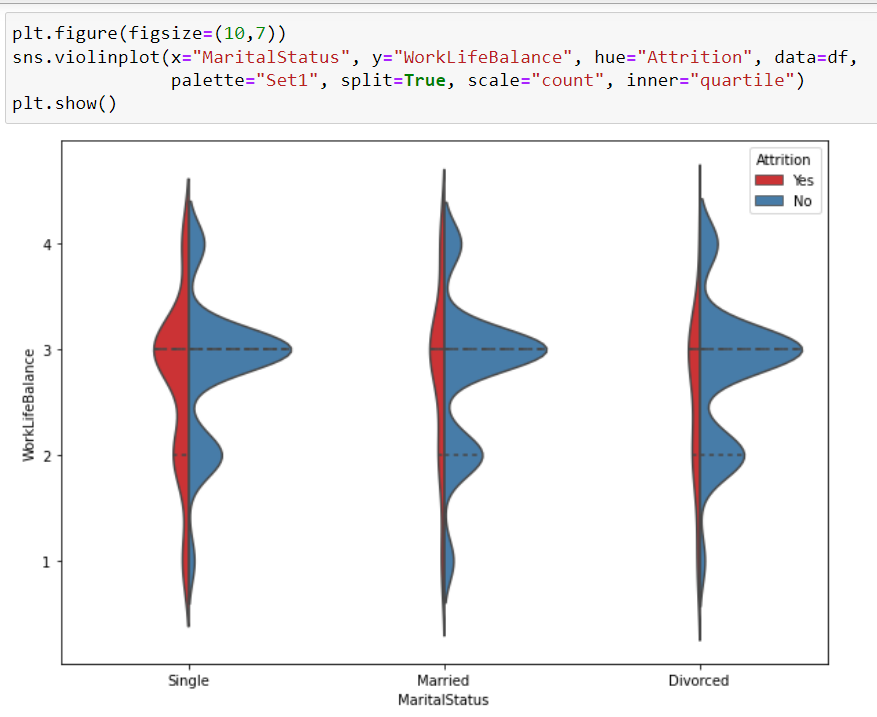 plt.figure(figsize=(10,7))
sns.violinplot(x="MaritalStatus", y="WorkLifeBalance", hue="Attrition", data=df,
palette="Set1", split=True, scale="count", inner="quartile")
plt.show()
Attrition
Yes
No
4
3
2
1
WorkLifeBalance
Single
Married
Divorced
MaritalStatus